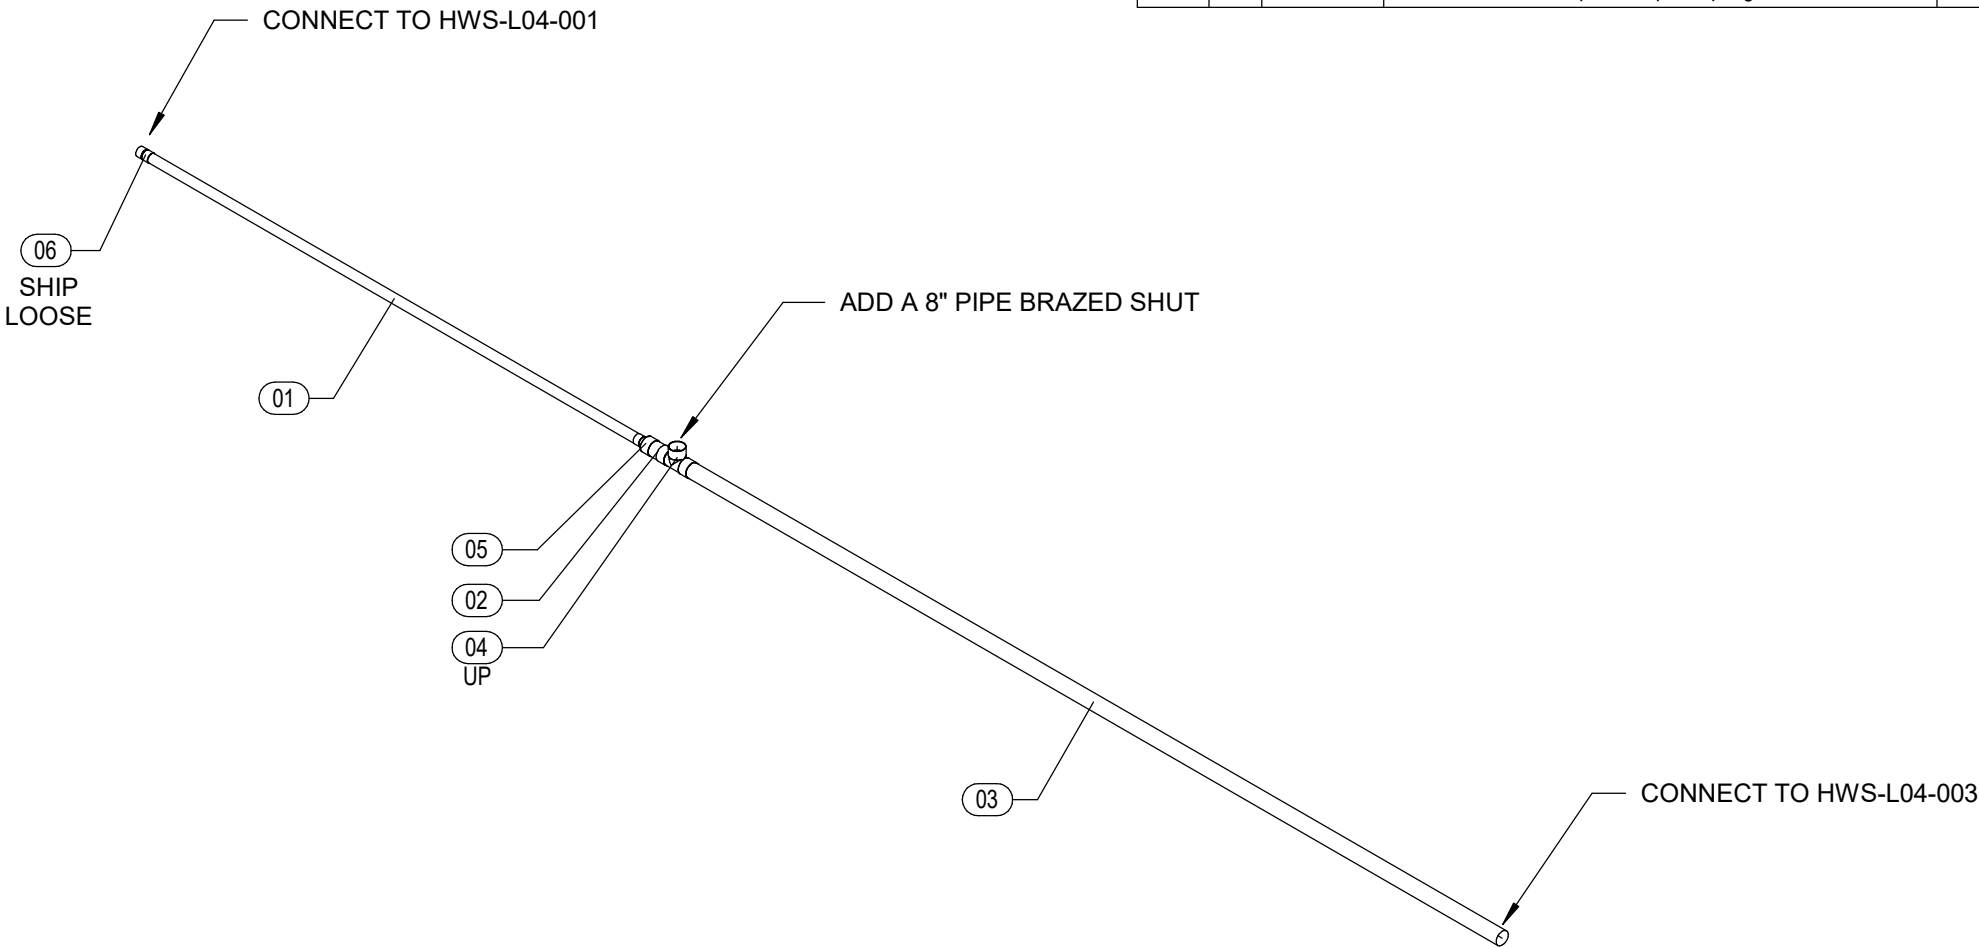 CONNECT TO HWS-L04-001
06
SHIP
LOOSE
ADD A 8" PIPE BRAZED SHUT
01
05
02
04
UP
03
CONNECT TO HWS-L04-003